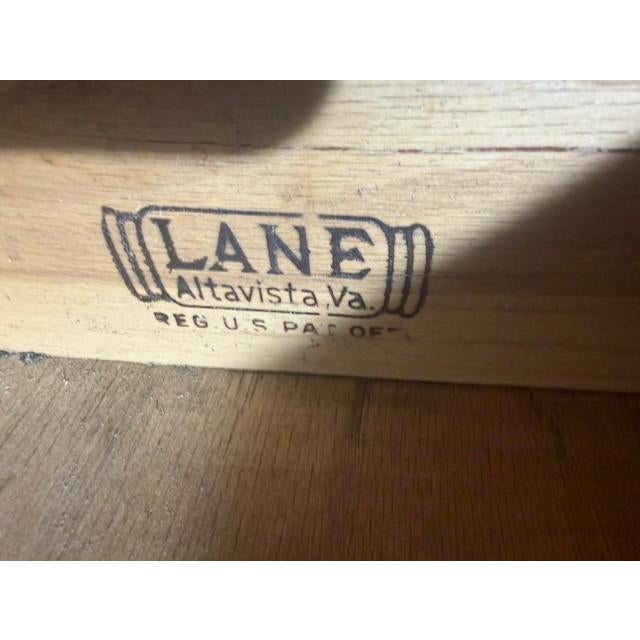 LANE
Altavista, Va.
REG. U.S. PAT. OFF.